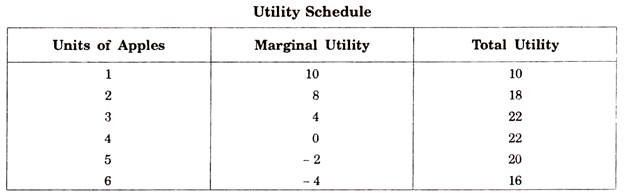 Utility Schedule
Units of Apples Marginal Utility Total Utility
1 10 10
2 8 18
3 4 22
4 0 22
5 – 2 20
6 – 4 16